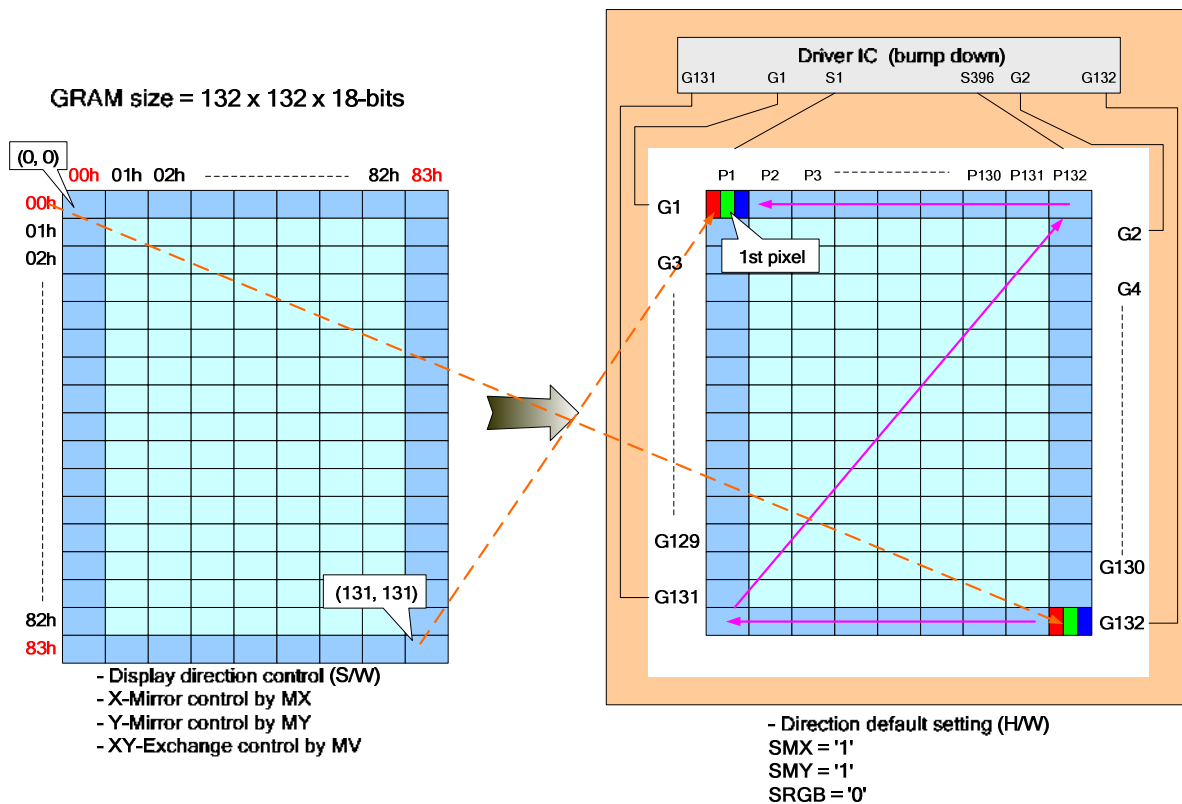 GRAM size = 132 x 132 x 18-bits
(0, 0)
00h 01h 02h 82h 83h
00h
01h
02h
82h
83h
(131, 131)
- Display direction control (S/W)
- X-Mirror control by MX
- Y-Mirror control by MY
- XY-Exchange control by MV
Driver IC (bump down)
G131 G1 S1 S396 G2 G132
P1 P2 P3 P130 P131 P132
G1
G3
G129
G131
1st pixel
G2
G4
G130
G132
- Direction default setting (H/W)
SMX = '1'
SMY = '1'
SRGB = '0'